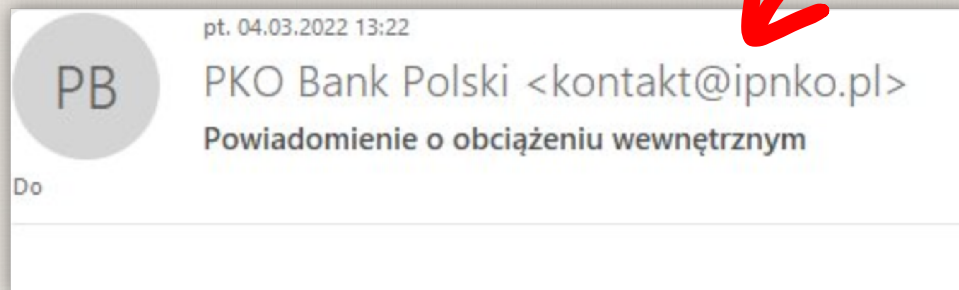 pt. 04.03.2022 13:22
PB
PKO Bank Polski <kontakt@ipnko.pl>
Powiadomienie o obciążeniu wewnętrznym
Do